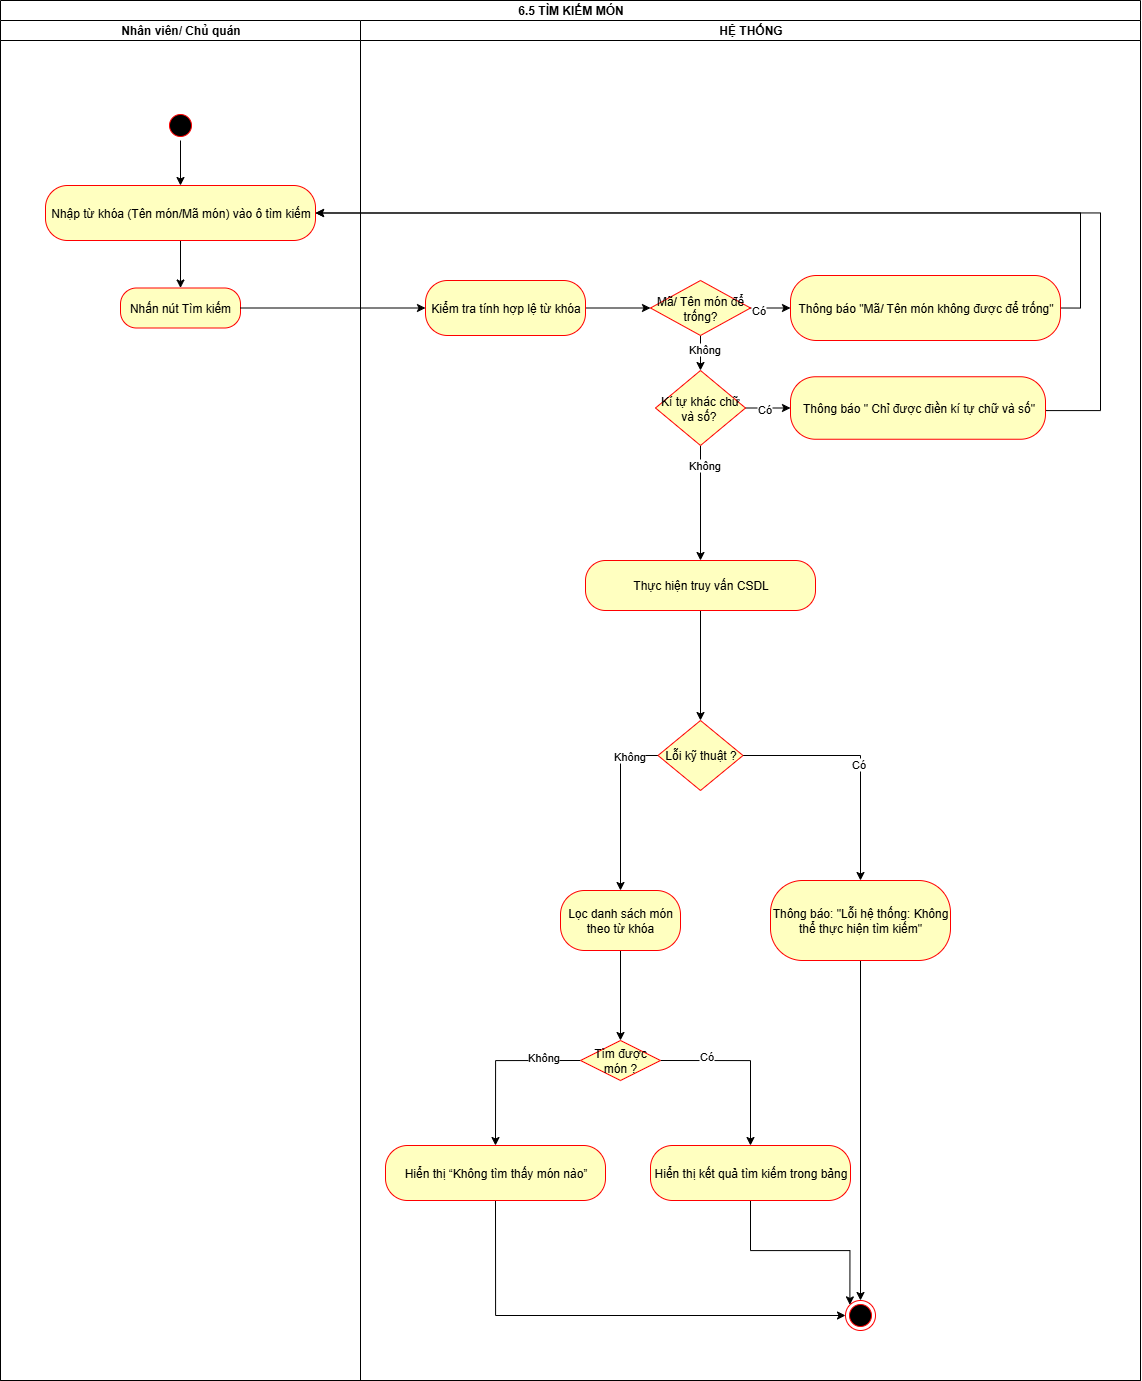 6.5 TÌM KIẾM MÓN
Nhân viên/ Chủ quán
HỆ THỐNG
Nhập từ khóa (Tên món/Mã món) vào ô tìm kiếm
Nhấn nút Tìm kiếm
Kiểm tra tính hợp lệ từ khóa
Mã/ Tên món để
trống?
Có
Thông báo "Mã/ Tên món không được để trống"
Không
Kí tự khác chữ
và số?
Có
Thông báo " Chỉ được điền kí tự chữ và số"
Không
Thực hiện truy vấn CSDL
Lỗi kỹ thuật ?
Không
Có
Lọc danh sách món
theo từ khóa
Thông báo: "Lỗi hệ thống: Không
thể thực hiện tìm kiếm"
Tìm được
món ?
Không
Có
Hiển thị “Không tìm thấy món nào”
Hiển thị kết quả tìm kiếm trong bảng